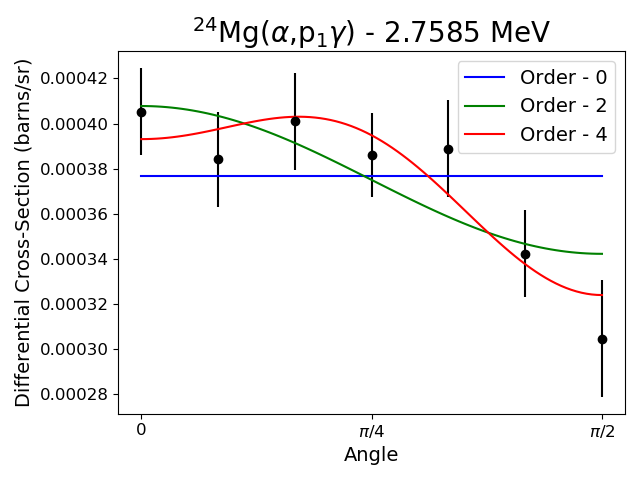 ²⁴Mg(α,p₁γ) - 2.7585 MeV
Differential Cross-Section (barns/sr)
0.00042
0.00040
0.00038
0.00036
0.00034
0.00032
0.00030
0.00028
Order - 0
Order - 2
Order - 4
0
π/4
π/2
Angle